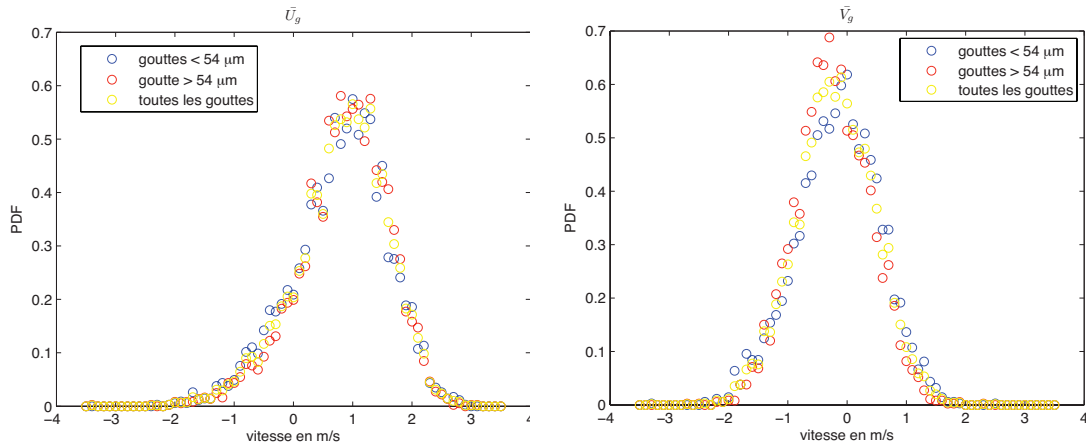 Ū_g
PDF
0.7
0.6
0.5
0.4
0.3
0.2
0.1
0
−4
−3
−2
−1
0
1
2
3
4
vitesse en m/s
gouttes < 54 μm
goutte > 54 μm
toutes les gouttes
V̄_g
PDF
0.7
0.6
0.5
0.4
0.3
0.2
0.1
0
−4
−3
−2
−1
0
1
2
3
4
vitesse en m/s
gouttes < 54 μm
gouttes > 54 μm
toutes les gouttes